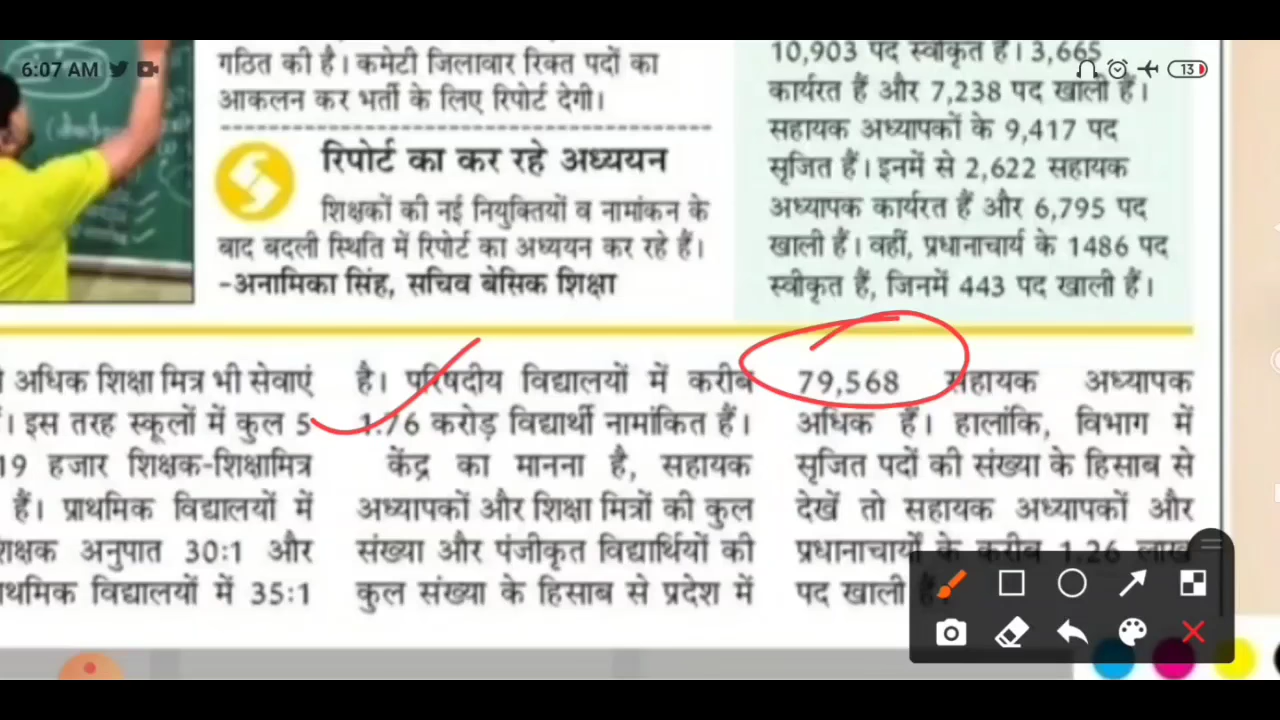 6:07 AM
13
गठित की है। कमेटी जिलावार रिक्त पदों का
आकलन कर भर्ती के लिए रिपोर्ट देगी।
रिपोर्ट का कर रहे अध्ययन
शिक्षकों की नई नियुक्तियों व नामांकन के
बाद बदली स्थिति में रिपोर्ट का अध्ययन कर रहे हैं।
-अनामिका सिंह, सचिव बेसिक शिक्षा
10,903 पद स्वीकृत हैं। 3,665
कार्यरत हैं और 7,238 पद खाली हैं।
सहायक अध्यापकों के 9,417 पद
सृजित हैं। इनमें से 2,622 सहायक
अध्यापक कार्यरत हैं और 6,795 पद
खाली हैं। वहीं, प्रधानाचार्य के 1486 पद
स्वीकृत हैं, जिनमें 443 पद खाली हैं।
अधिक शिक्षा मित्र भी सेवाएं
। इस तरह स्कूलों में कुल 5
19 हजार शिक्षक-शिक्षामित्र
हैं। प्राथमिक विद्यालयों में
अनुपात 30:1 और
विद्यालयों में 35:1
है। परिषदीय विद्यालयों में करीब
1.76 करोड़ विद्यार्थी नामांकित हैं।
केंद्र का मानना है, सहायक
अध्यापकों और शिक्षा मित्रों की कुल
संख्या और पंजीकृत विद्यार्थियों की
कुल संख्या के हिसाब से प्रदेश में
79,568 सहायक अध्यापक
अधिक हैं। हालांकि, विभाग में
सृजित पदों की संख्या के हिसाब से
देखें तो सहायक अध्यापकों और
प्रधानाचार्यों के करीब 1.26 लाख
पद खाली हैं।